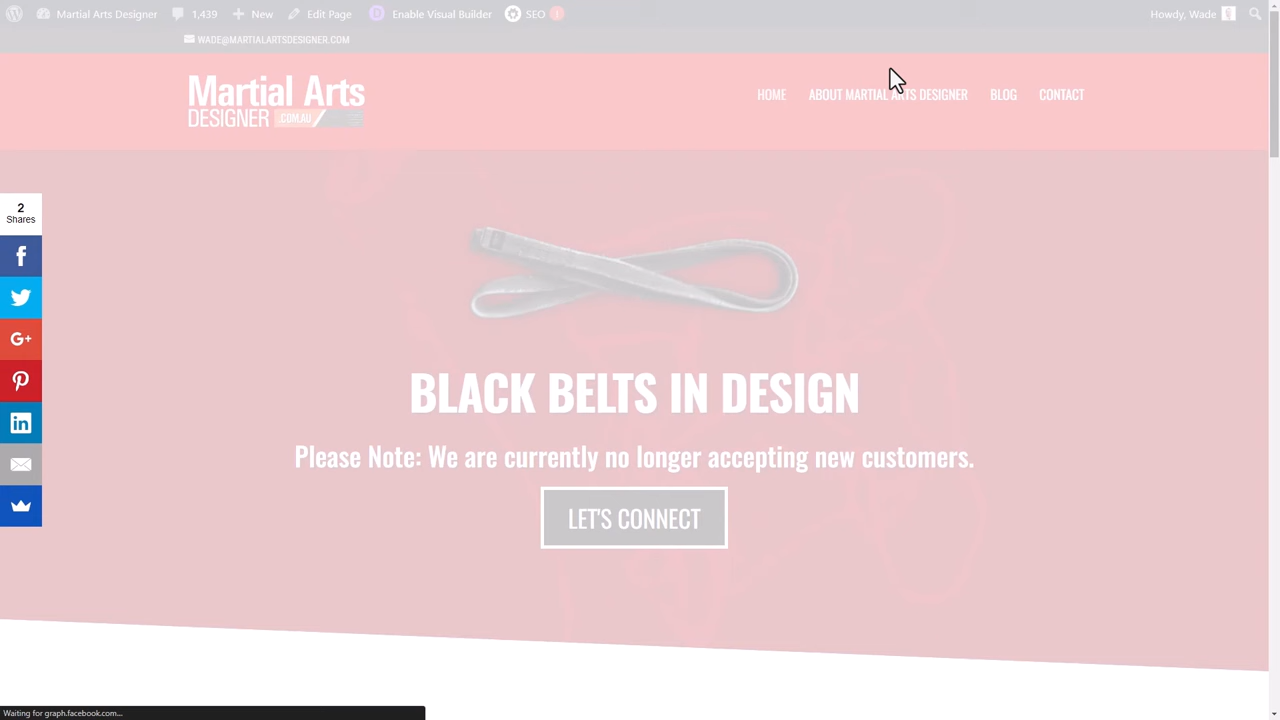 Martial Arts Designer 1,439 New Edit Page Enable Visual Builder SEO ! Howdy, Wade
WADE@MARTIALARTSDESIGNER.COM
Martial Arts
DESIGNER .COM.AU
HOME ABOUT MARTIAL ARTS DESIGNER BLOG CONTACT
2
Shares
BLACK BELTS IN DESIGN
Please Note: We are currently no longer accepting new customers.
LET'S CONNECT
Waiting for graph.facebook.com...